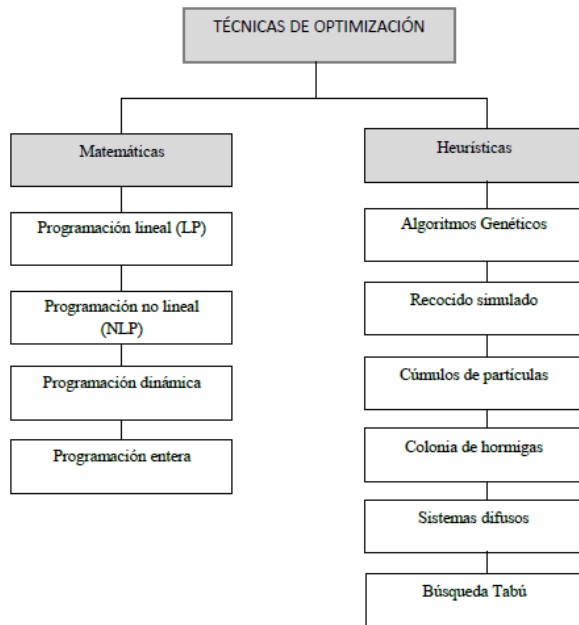 TÉCNICAS DE OPTIMIZACIÓN
Matemáticas
Programación lineal (LP)
Programación no lineal
(NLP)
Programación dinámica
Programación entera
Heurísticas
Algoritmos Genéticos
Recocido simulado
Cúmulos de partículas
Colonia de hormigas
Sistemas difusos
Búsqueda Tabú